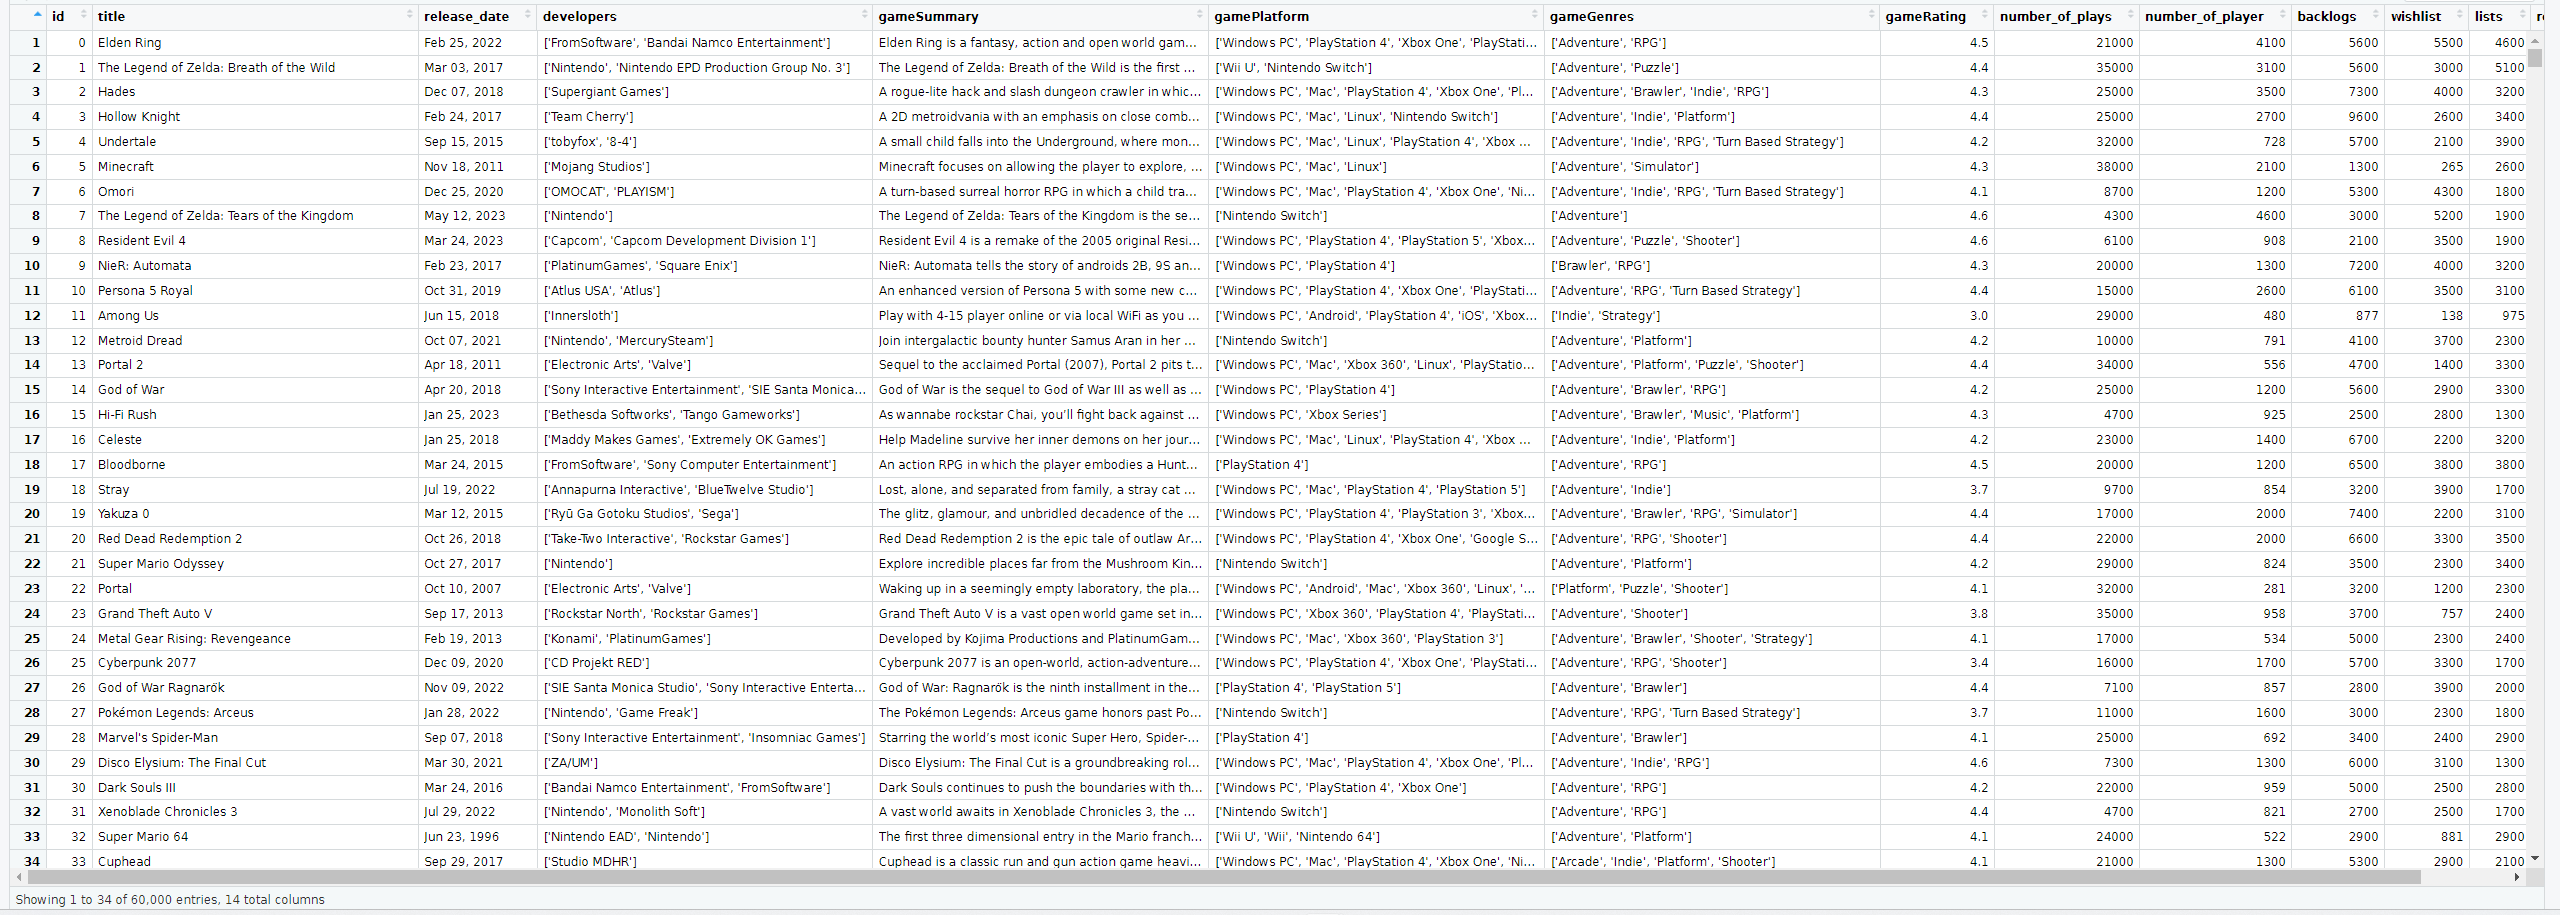 id title release_date developers gameSummary gamePlatform gameGenres gameRating number_of_plays number_of_player backlogs wishlist lists
1 0 Elden Ring Feb 25, 2022 ['FromSoftware', 'Bandai Namco Entertainment'] Elden Ring is a fantasy, action and open world gam... ['Windows PC', 'PlayStation 4', 'Xbox One', 'PlayStati... ['Adventure', 'RPG'] 4.5 21000 4100 5600 5500 4600
2 1 The Legend of Zelda: Breath of the Wild Mar 03, 2017 ['Nintendo', 'Nintendo EPD Production Group No. 3'] The Legend of Zelda: Breath of the Wild is the first ... ['Wii U', 'Nintendo Switch'] ['Adventure', 'Puzzle'] 4.4 35000 3100 5600 3000 5100
3 2 Hades Dec 07, 2018 ['Supergiant Games'] A rogue-lite hack and slash dungeon crawler in whic... ['Windows PC', 'Mac', 'PlayStation 4', 'Xbox One', 'Pl... ['Adventure', 'Brawler', 'Indie', 'RPG'] 4.3 25000 3500 7300 4000 3200
4 3 Hollow Knight Feb 24, 2017 ['Team Cherry'] A 2D metroidvania with an emphasis on close comb... ['Windows PC', 'Mac', 'Linux', 'Nintendo Switch'] ['Adventure', 'Indie', 'Platform'] 4.4 25000 2700 9600 2600 3400
5 4 Undertale Sep 15, 2015 ['tobyfox', '8-4'] A small child falls into the Underground, where mon... ['Windows PC', 'Mac', 'Linux', 'PlayStation 4', 'Xbox ... ['Adventure', 'Indie', 'RPG', 'Turn Based Strategy'] 4.2 32000 728 5700 2100 3900
6 5 Minecraft Nov 18, 2011 ['Mojang Studios'] Minecraft focuses on allowing the player to explore, ... ['Windows PC', 'Mac', 'Linux'] ['Adventure', 'Simulator'] 4.3 38000 2100 1300 265 2600
7 6 Omori Dec 25, 2020 ['OMOCAT', 'PLAYISM'] A turn-based surreal horror RPG in which a child tra... ['Windows PC', 'Mac', 'PlayStation 4', 'Xbox One', 'Ni... ['Adventure', 'Indie', 'RPG', 'Turn Based Strategy'] 4.1 8700 1200 5300 4300 1800
8 7 The Legend of Zelda: Tears of the Kingdom May 12, 2023 ['Nintendo'] The Legend of Zelda: Tears of the Kingdom is the se... ['Nintendo Switch'] ['Adventure'] 4.6 4300 4600 3000 5200 1900
9 8 Resident Evil 4 Mar 24, 2023 ['Capcom', 'Capcom Development Division 1'] Resident Evil 4 is a remake of the 2005 original Resi... ['Windows PC', 'PlayStation 4', 'PlayStation 5', 'Xbox... ['Adventure', 'Puzzle', 'Shooter'] 4.6 6100 908 2100 3500 1900
10 9 NieR: Automata Feb 23, 2017 ['PlatinumGames', 'Square Enix'] NieR: Automata tells the story of androids 2B, 9S an... ['Windows PC', 'PlayStation 4'] ['Brawler', 'RPG'] 4.3 20000 1300 7200 4000 3200
11 10 Persona 5 Royal Oct 31, 2019 ['Atlus USA', 'Atlus'] An enhanced version of Persona 5 with some new c... ['Windows PC', 'PlayStation 4', 'Xbox One', 'PlayStati... ['Adventure', 'RPG', 'Turn Based Strategy'] 4.4 15000 2600 6100 3500 3100
12 11 Among Us Jun 15, 2018 ['Innersloth'] Play with 4-15 player online or via local WiFi as you ... ['Windows PC', 'Android', 'PlayStation 4', 'iOS', 'Xbox... ['Indie', 'Strategy'] 3.0 29000 480 877 138 975
13 12 Metroid Dread Oct 07, 2021 ['Nintendo', 'MercurySteam'] Join intergalactic bounty hunter Samus Aran in her ... ['Nintendo Switch'] ['Adventure', 'Platform'] 4.2 10000 791 4100 3700 2300
14 13 Portal 2 Apr 18, 2011 ['Electronic Arts', 'Valve'] Sequel to the acclaimed Portal (2007), Portal 2 pits t... ['Windows PC', 'Mac', 'Xbox 360', 'Linux', 'PlayStatio... ['Adventure', 'Platform', 'Puzzle', 'Shooter'] 4.4 34000 556 4700 1400 3300
15 14 God of War Apr 20, 2018 ['Sony Interactive Entertainment', 'SIE Santa Monica... God of War is the sequel to God of War III as well as ... ['Windows PC', 'PlayStation 4'] ['Adventure', 'Brawler', 'RPG'] 4.2 25000 1200 5600 2900 3300
16 15 Hi-Fi Rush Jan 25, 2023 ['Bethesda Softworks', 'Tango Gameworks'] As wannabe rockstar Chai, you’ll fight back against ... ['Windows PC', 'Xbox Series'] ['Adventure', 'Brawler', 'Music', 'Platform'] 4.3 4700 925 2500 2800 1300
17 16 Celeste Jan 25, 2018 ['Maddy Makes Games', 'Extremely OK Games'] Help Madeline survive her inner demons on her jour... ['Windows PC', 'Mac', 'Linux', 'PlayStation 4', 'Xbox ... ['Adventure', 'Indie', 'Platform'] 4.2 23000 1400 6700 2200 3200
18 17 Bloodborne Mar 24, 2015 ['FromSoftware', 'Sony Computer Entertainment'] An action RPG in which the player embodies a Hunt... ['PlayStation 4'] ['Adventure', 'RPG'] 4.5 20000 1200 6500 3800 3800
19 18 Stray Jul 19, 2022 ['Annapurna Interactive', 'BlueTwelve Studio'] Lost, alone, and separated from family, a stray cat ... ['Windows PC', 'Mac', 'PlayStation 4', 'PlayStation 5'] ['Adventure', 'Indie'] 3.7 9700 854 3200 3900 1700
20 19 Yakuza 0 Mar 12, 2015 ['Ryū Ga Gotoku Studios', 'Sega'] The glitz, glamour, and unbridled decadence of the ... ['Windows PC', 'PlayStation 4', 'PlayStation 3', 'Xbox... ['Adventure', 'Brawler', 'RPG', 'Simulator'] 4.4 17000 2000 7400 2200 3100
21 20 Red Dead Redemption 2 Oct 26, 2018 ['Take-Two Interactive', 'Rockstar Games'] Red Dead Redemption 2 is the epic tale of outlaw Ar... ['Windows PC', 'PlayStation 4', 'Xbox One', 'Google S... ['Adventure', 'RPG', 'Shooter'] 4.4 22000 2000 6600 3300 3500
22 21 Super Mario Odyssey Oct 27, 2017 ['Nintendo'] Explore incredible places far from the Mushroom Kin... ['Nintendo Switch'] ['Adventure', 'Platform'] 4.2 29000 824 3500 2300 3400
23 22 Portal Oct 10, 2007 ['Electronic Arts', 'Valve'] Waking up in a seemingly empty laboratory, the pla... ['Windows PC', 'Android', 'Mac', 'Xbox 360', 'Linux', '... ['Platform', 'Puzzle', 'Shooter'] 4.1 32000 281 3200 1200 2300
24 23 Grand Theft Auto V Sep 17, 2013 ['Rockstar North', 'Rockstar Games'] Grand Theft Auto V is a vast open world game set in... ['Windows PC', 'Xbox 360', 'PlayStation 4', 'PlayStati... ['Adventure', 'Shooter'] 3.8 35000 958 3700 757 2400
25 24 Metal Gear Rising: Revengeance Feb 19, 2013 ['Konami', 'PlatinumGames'] Developed by Kojima Productions and PlatinumGam... ['Windows PC', 'Mac', 'Xbox 360', 'PlayStation 3'] ['Adventure', 'Brawler', 'Shooter', 'Strategy'] 4.1 17000 534 5000 2300 2400
26 25 Cyberpunk 2077 Dec 09, 2020 ['CD Projekt RED'] Cyberpunk 2077 is an open-world, action-adventure... ['Windows PC', 'PlayStation 4', 'Xbox One', 'PlayStati... ['Adventure', 'RPG', 'Shooter'] 3.4 16000 1700 5700 3300 1700
27 26 God of War Ragnarök Nov 09, 2022 ['SIE Santa Monica Studio', 'Sony Interactive Enterta... God of War: Ragnarök is the ninth installment in the... ['PlayStation 4', 'PlayStation 5'] ['Adventure', 'Brawler'] 4.4 7100 857 2800 3900 2000
28 27 Pokémon Legends: Arceus Jan 28, 2022 ['Nintendo', 'Game Freak'] The Pokémon Legends: Arceus game honors past Po... ['Nintendo Switch'] ['Adventure', 'RPG', 'Turn Based Strategy'] 3.7 11000 1600 3000 2300 1800
29 28 Marvel's Spider-Man Sep 07, 2018 ['Sony Interactive Entertainment', 'Insomniac Games'] Starring the world’s most iconic Super Hero, Spider-... ['PlayStation 4'] ['Adventure', 'Brawler'] 4.1 25000 692 3400 2400 2900
30 29 Disco Elysium: The Final Cut Mar 30, 2021 ['ZA/UM'] Disco Elysium: The Final Cut is a groundbreaking rol... ['Windows PC', 'Mac', 'PlayStation 4', 'Xbox One', 'Pl... ['Adventure', 'Indie', 'RPG'] 4.6 7300 1300 6000 3100 1300
31 30 Dark Souls III Mar 24, 2016 ['Bandai Namco Entertainment', 'FromSoftware'] Dark Souls continues to push the boundaries with th... ['Windows PC', 'PlayStation 4', 'Xbox One'] ['Adventure', 'RPG'] 4.2 22000 959 5000 2500 2800
32 31 Xenoblade Chronicles 3 Jul 29, 2022 ['Nintendo', 'Monolith Soft'] A vast world awaits in Xenoblade Chronicles 3, the ... ['Nintendo Switch'] ['Adventure', 'RPG'] 4.4 4700 821 2700 2500 1700
33 32 Super Mario 64 Jun 23, 1996 ['Nintendo EAD', 'Nintendo'] The first three dimensional entry in the Mario franch... ['Wii U', 'Wii', 'Nintendo 64'] ['Adventure', 'Platform'] 4.1 24000 522 2900 881 2900
34 33 Cuphead Sep 29, 2017 ['Studio MDHR'] Cuphead is a classic run and gun action game heavi... ['Windows PC', 'Mac', 'PlayStation 4', 'Xbox One', 'Ni... ['Arcade', 'Indie', 'Platform', 'Shooter'] 4.1 21000 1300 5300 2900 2100
Showing 1 to 34 of 60,000 entries, 14 total columns